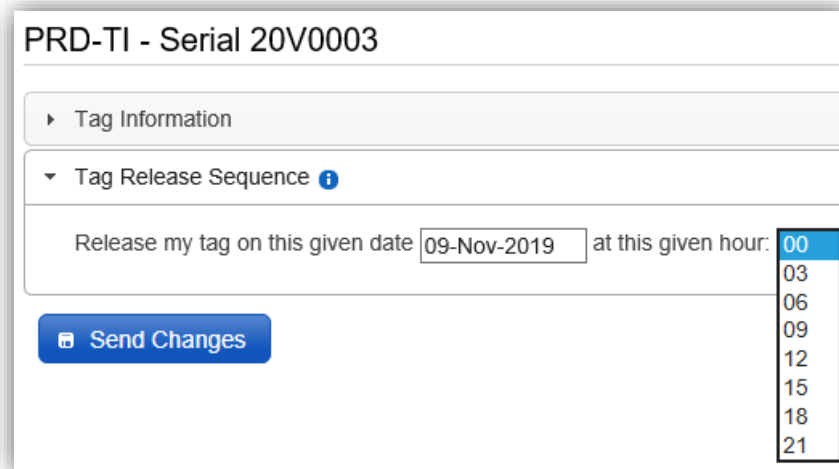 PRD-TI - Serial 20V0003
Tag Information
Tag Release Sequence
Release my tag on this given date 09-Nov-2019 at this given hour: 00
03
06
09
12
15
18
21
Send Changes